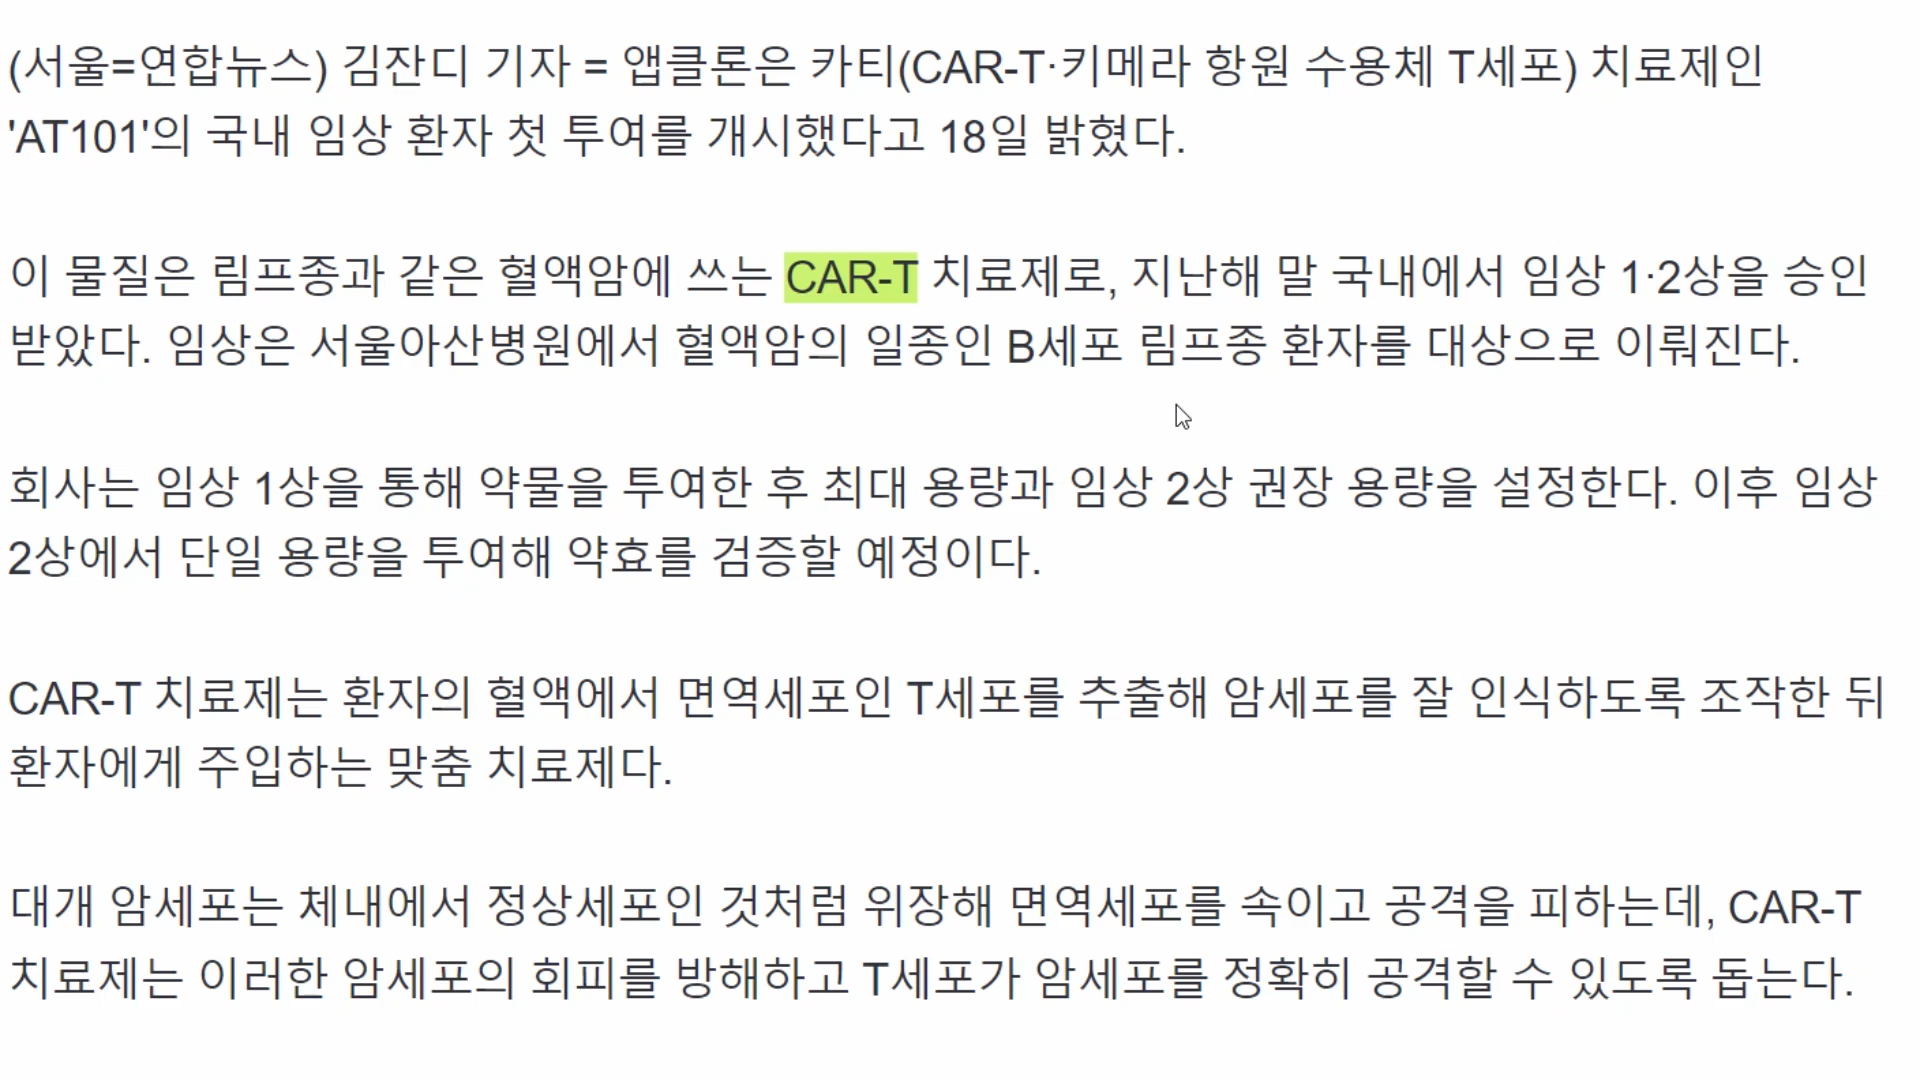 (서울=연합뉴스) 김잔디 기자 = 앱클론은 카티(CAR-T·키메라 항원 수용체 T세포) 치료제인
'AT101'의 국내 임상 환자 첫 투여를 개시했다고 18일 밝혔다.
이 물질은 림프종과 같은 혈액암에 쓰는 CAR-T 치료제로, 지난해 말 국내에서 임상 1·2상을 승인
받았다. 임상은 서울아산병원에서 혈액암의 일종인 B세포 림프종 환자를 대상으로 이뤄진다.
회사는 임상 1상을 통해 약물을 투여한 후 최대 용량과 임상 2상 권장 용량을 설정한다. 이후 임상
2상에서 단일 용량을 투여해 약효를 검증할 예정이다.
CAR-T 치료제는 환자의 혈액에서 면역세포인 T세포를 추출해 암세포를 잘 인식하도록 조작한 뒤
환자에게 주입하는 맞춤 치료제다.
대개 암세포는 체내에서 정상세포인 것처럼 위장해 면역세포를 속이고 공격을 피하는데, CAR-T
치료제는 이러한 암세포의 회피를 방해하고 T세포가 암세포를 정확히 공격할 수 있도록 돕는다.